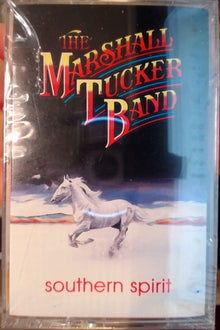 THE
MARSHALL
TUCKER
BAND
southern spirit